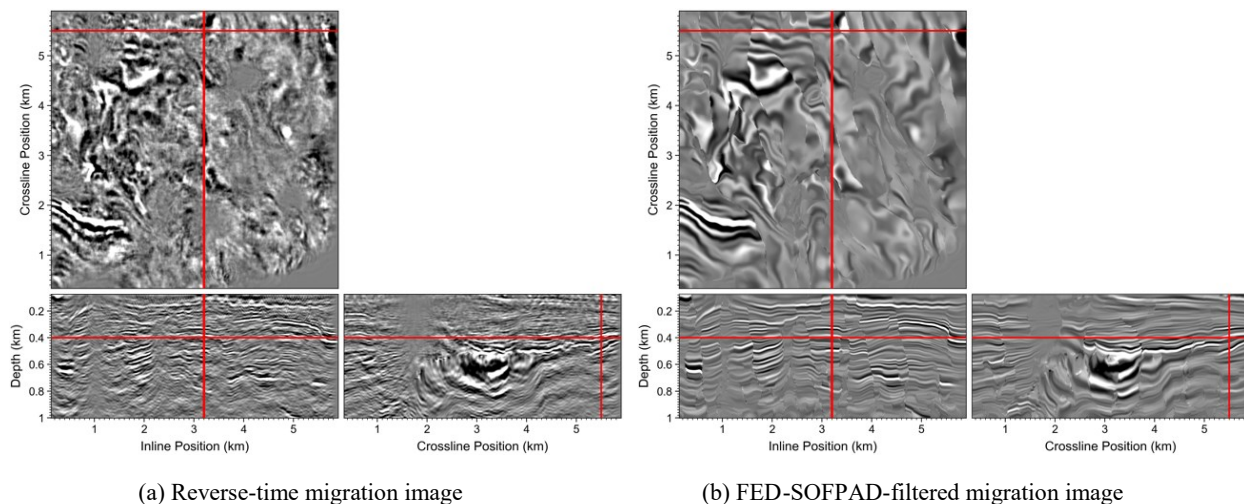 5
4
3
2
1
Crossline Position (km)
0.2
0.4
0.6
0.8
1
Depth (km)
1 2 3 4 5
Inline Position (km)
1 2 3 4 5
Crossline Position (km)
(a) Reverse-time migration image
5
4
3
2
1
Crossline Position (km)
0.2
0.4
0.6
0.8
1
Depth (km)
1 2 3 4 5
Inline Position (km)
1 2 3 4 5
Crossline Position (km)
(b) FED-SOFPAD-filtered migration image